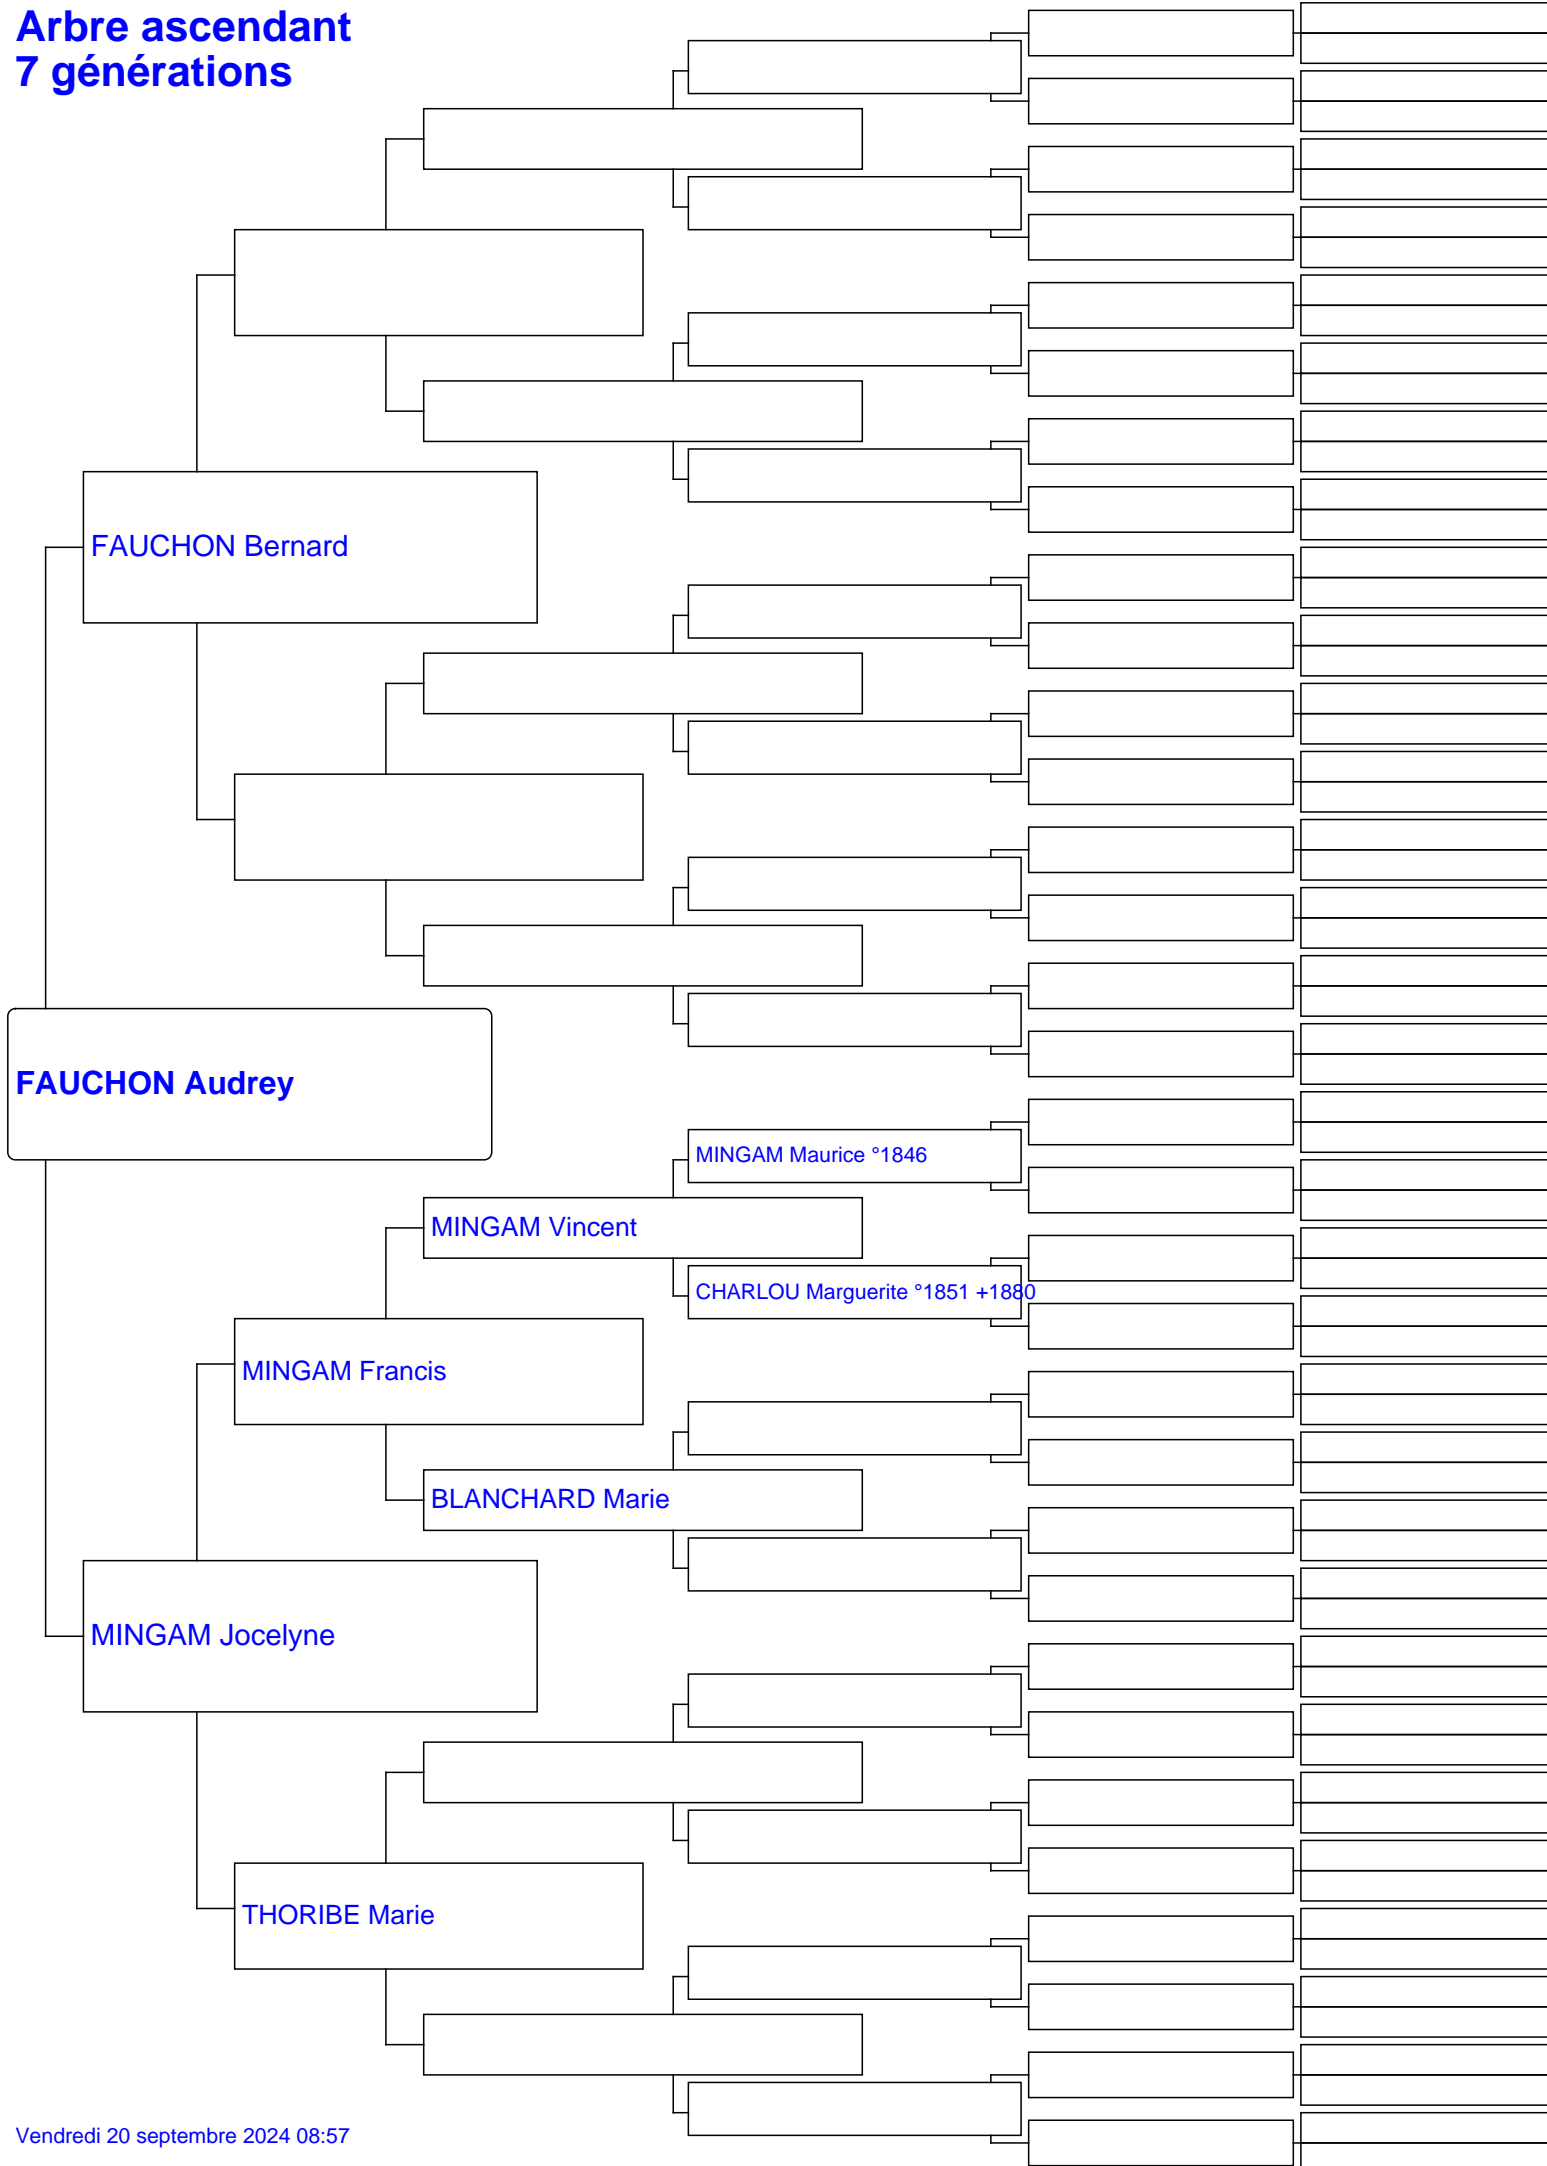 Arbre ascendant
7 générations
FAUCHON Bernard
FAUCHON Audrey
MINGAM Maurice °1846
MINGAM Vincent
CHARLOU Marguerite °1851 +1880
MINGAM Francis
BLANCHARD Marie
MINGAM Jocelyne
THORIBE Marie
Vendredi 20 septembre 2024 08:57